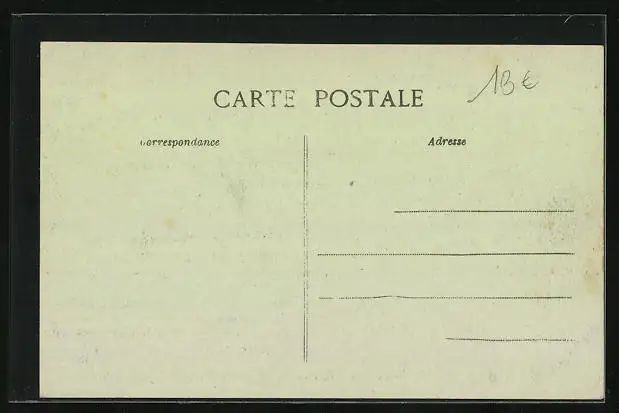 CARTE POSTALE
13 €
Correspondance
Adresse